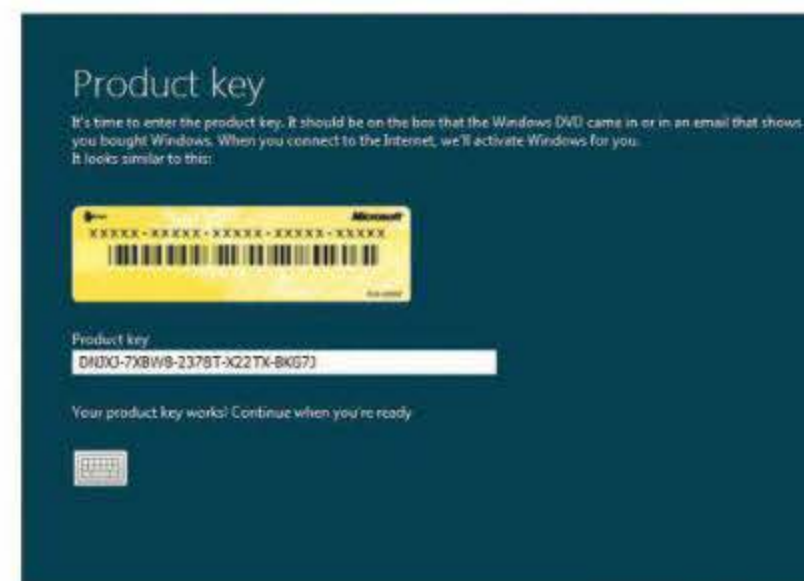 Product key
It's time to enter the product key. It should be on the box that the Windows DVD came in or in an email that shows
you bought Windows. When you connect to the Internet, we'll activate Windows for you.
It looks similar to this:
Microsoft
XXXXX-XXXXX-XXXXX-XXXXX-XXXXX
Product key
DNJXJ-7XBW8-2378T-X22TX-BKG7J
Your product key works! Continue when you're ready